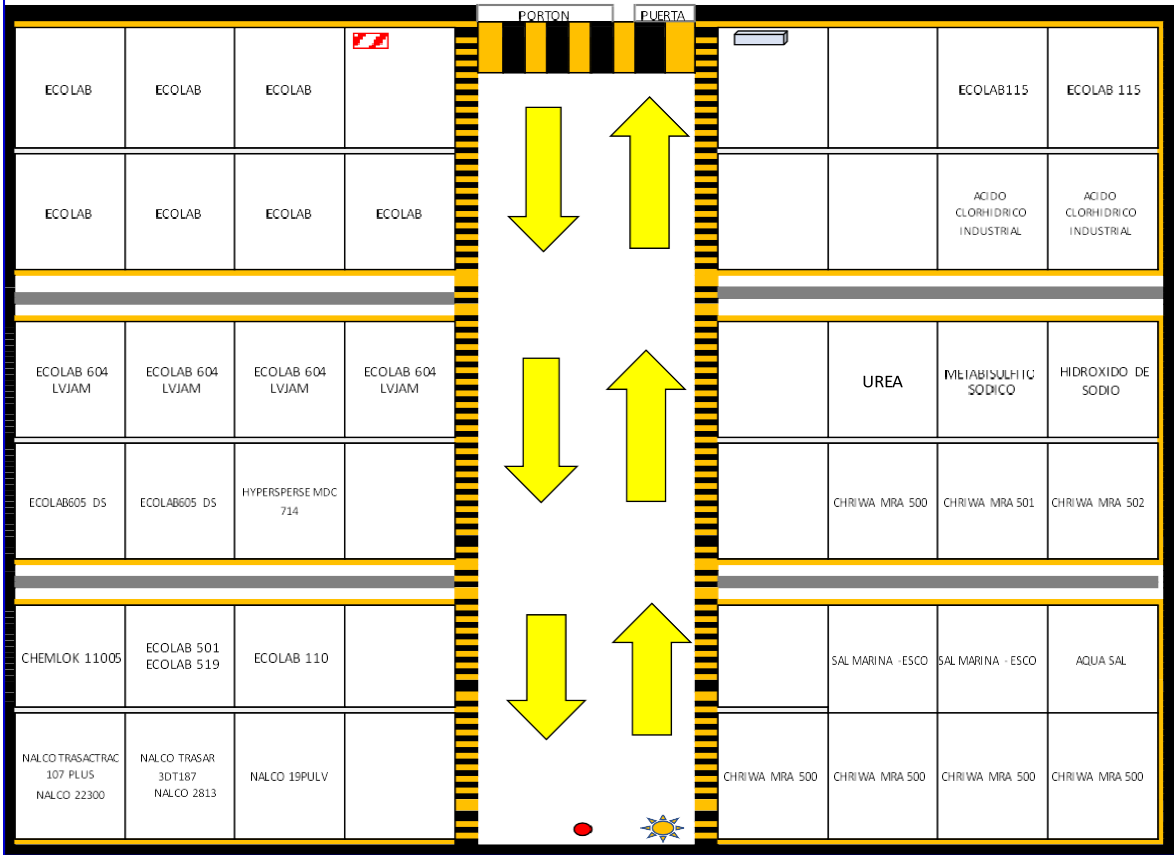 PORTON
PUERTA
ECOLAB
ECOLAB
ECOLAB
ECOLAB115
ECOLAB 115
ECOLAB
ECOLAB
ECOLAB
ECOLAB
ACIDO
CLORHIDRICO
INDUSTRIAL
ACIDO
CLORHIDRICO
INDUSTRIAL
ECOLAB 604
LVJAM
ECOLAB 604
LVJAM
ECOLAB 604
LVJAM
ECOLAB 604
LVJAM
UREA
METABISULFITO
SODICO
HIDROXIDO DE
SODIO
ECOLAB605 DS
ECOLAB605 DS
HYPERSPERSE MDC
714
CHRIWA MRA 500
CHRIWA MRA 501
CHRIWA MRA 502
CHEMLOK 11005
ECOLAB 501
ECOLAB 519
ECOLAB 110
SAL MARINA -ESCO
SAL MARINA - ESCO
AQUA SAL
NALCO TRASACTRAC
107 PLUS
NALCO 22300
NALCO TRASAR
3DT187
NALCO 2813
NALCO 19PULV
CHRIWA MRA 500
CHRIWA MRA 500
CHRIWA MRA 500
CHRIWA MRA 500